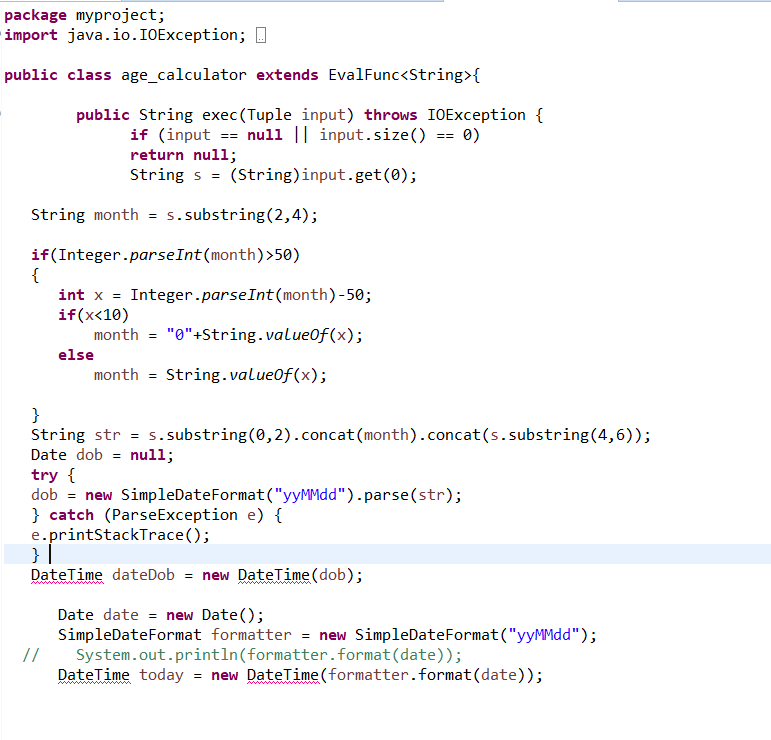 package myproject;
import java.io.IOException;
public class age_calculator extends EvalFunc<String>{
public String exec(Tuple input) throws IOException {
if (input == null || input.size() == 0)
return null;
String s = (String)input.get(0);
String month = s.substring(2,4);
if(Integer.parseInt(month)>50)
{
int x = Integer.parseInt(month)-50;
if(x<10)
month = "0"+String.valueOf(x);
else
month = String.valueOf(x);
}
String str = s.substring(0,2).concat(month).concat(s.substring(4,6));
Date dob = null;
try {
dob = new SimpleDateFormat("yyMMdd").parse(str);
} catch (ParseException e) {
e.printStackTrace();
}
DateTime dateDob = new DateTime(dob);
Date date = new Date();
SimpleDateFormat formatter = new SimpleDateFormat("yyMMdd");
// System.out.println(formatter.format(date));
DateTime today = new DateTime(formatter.format(date));